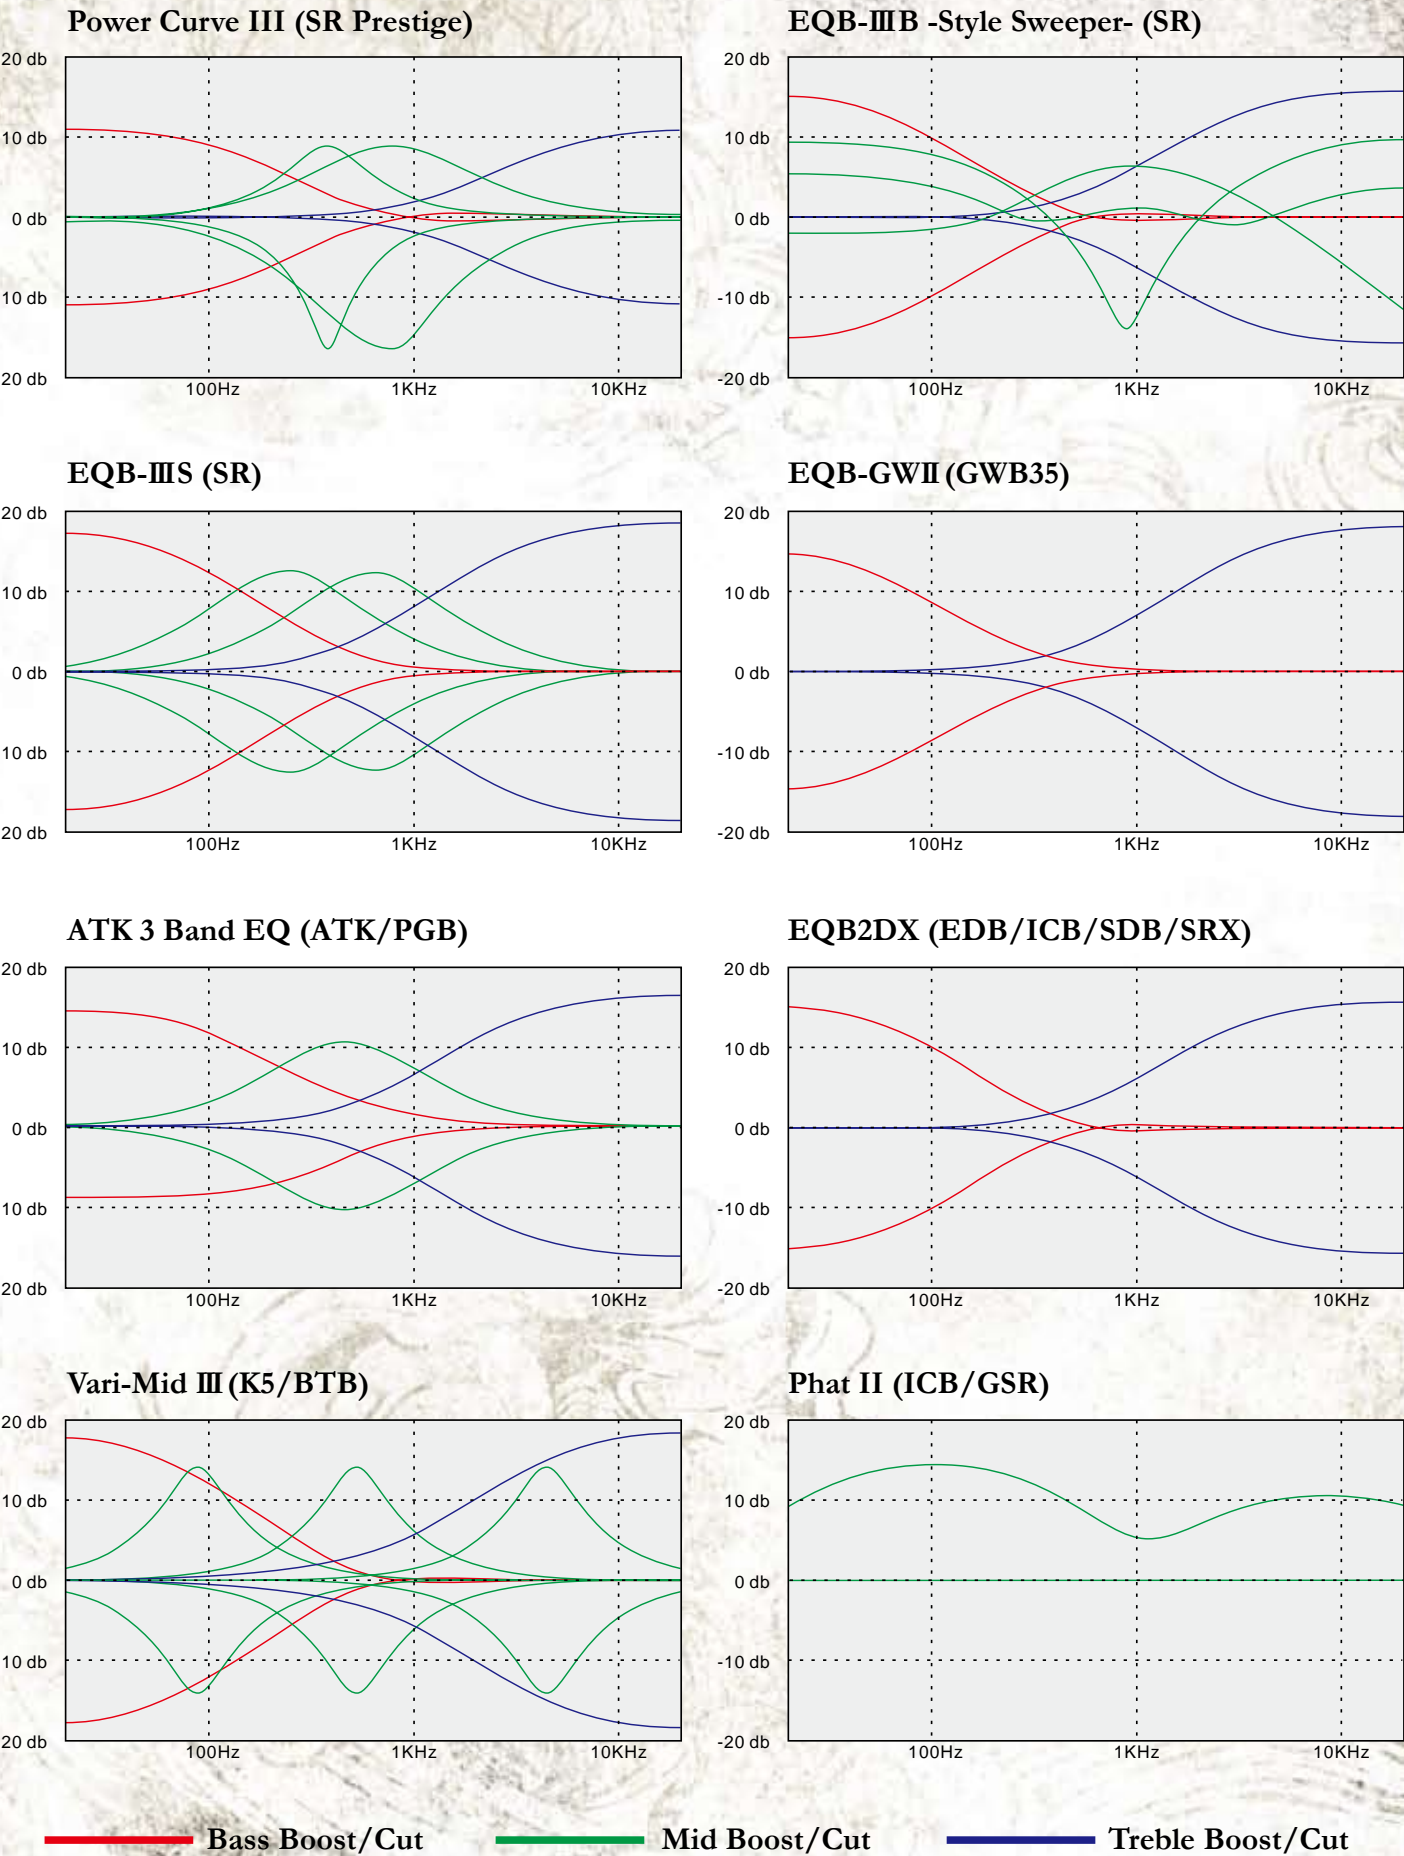 Power Curve III (SR Prestige)
20 db
10 db
0 db
10 db
20 db
100Hz 1KHz 10KHz
EQB-ⅢB -Style Sweeper- (SR)
20 db
10 db
0 db
-10 db
-20 db
100Hz 1KHz 10KHz
EQB-ⅢS (SR)
20 db
10 db
0 db
10 db
20 db
100Hz 1KHz 10KHz
EQB-GWⅡ (GWB35)
20 db
10 db
0 db
-10 db
-20 db
100Hz 1KHz 10KHz
ATK 3 Band EQ (ATK/PGB)
20 db
10 db
0 db
10 db
20 db
100Hz 1KHz 10KHz
EQB2DX (EDB/ICB/SDB/SRX)
20 db
10 db
0 db
-10 db
-20 db
100Hz 1KHz 10KHz
Vari-Mid Ⅲ (K5/BTB)
20 db
10 db
0 db
10 db
20 db
100Hz 1KHz 10KHz
Phat II (ICB/GSR)
20 db
10 db
0 db
-10 db
-20 db
100Hz 1KHz 10KHz
Bass Boost/Cut Mid Boost/Cut Treble Boost/Cut